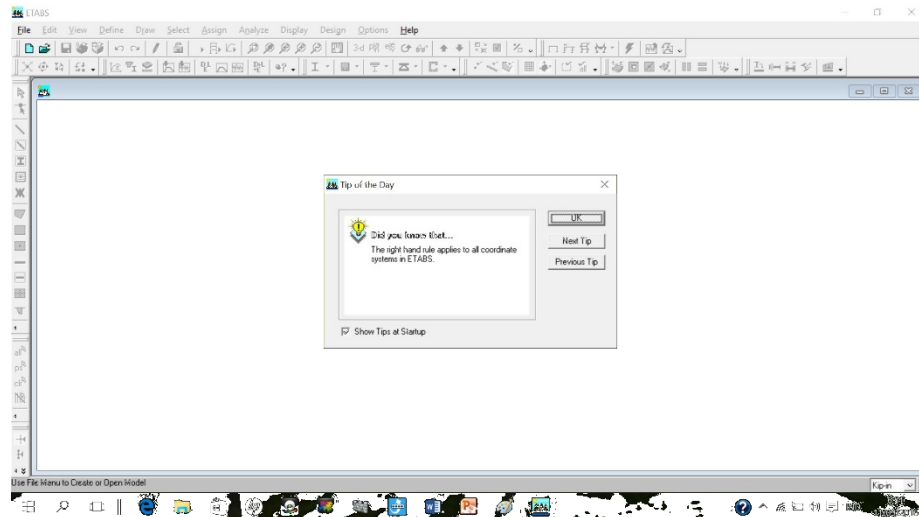 ETABS
File Edit View Define Draw Select Assign Analyze Display Design Options Help
3-d
Tip of the Day
Did you know that...
The right hand rule applies to all coordinate
systems in ETABS.
OK
Next Tip
Previous Tip
Show Tips at Startup
Use File Menu to Create or Open Model
Kip-in